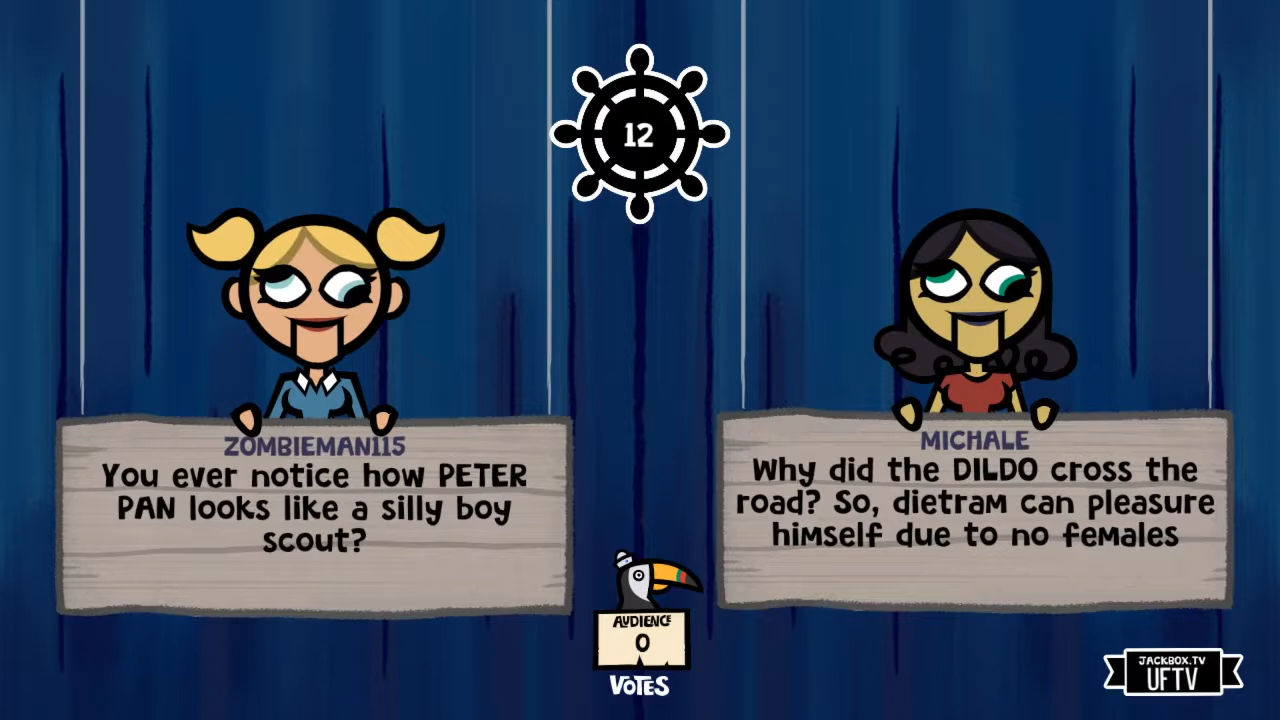 12
ZOMBIEMAN115
You ever notice how PETER
PAN looks like a silly boy
scout?
MICHALE
Why did the DILDO cross the
road? So, dietram can pleasure
himself due to no females
AUDIENCE
0
VOTES
JACKBOX.TV
UFTV